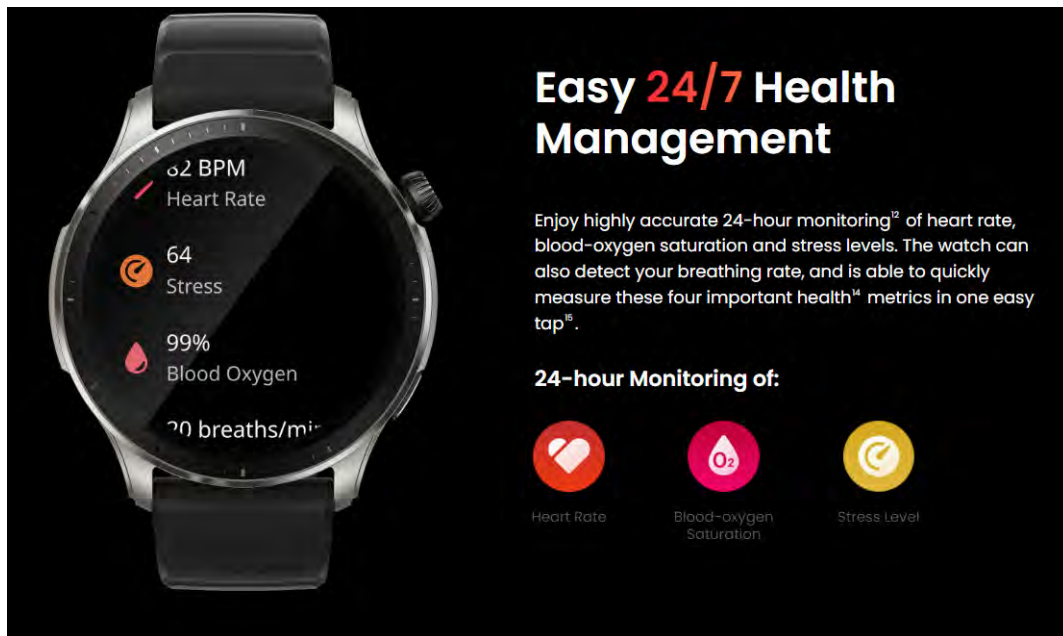 82 BPM
Heart Rate
64
Stress
99%
Blood Oxygen
20 breaths/min
Easy 24/7 Health
Management
Enjoy highly accurate 24-hour monitoring¹² of heart rate,
blood-oxygen saturation and stress levels. The watch can
also detect your breathing rate, and is able to quickly
measure these four important health¹⁴ metrics in one easy
tap¹⁵.
24-hour Monitoring of:
O₂
Heart Rate
Blood-oxygen
Saturation
Stress Level